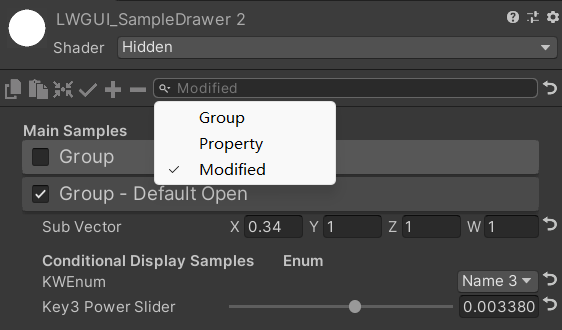 LWGUI_SampleDrawer 2
Shader Hidden
Modified
Group
Property
Modified
Main Samples
Group
Group - Default Open
Sub Vector X 0.34 Y 1 Z 1 W 1
Conditional Display Samples Enum
KWEnum Name 3
Key3 Power Slider 0.003380